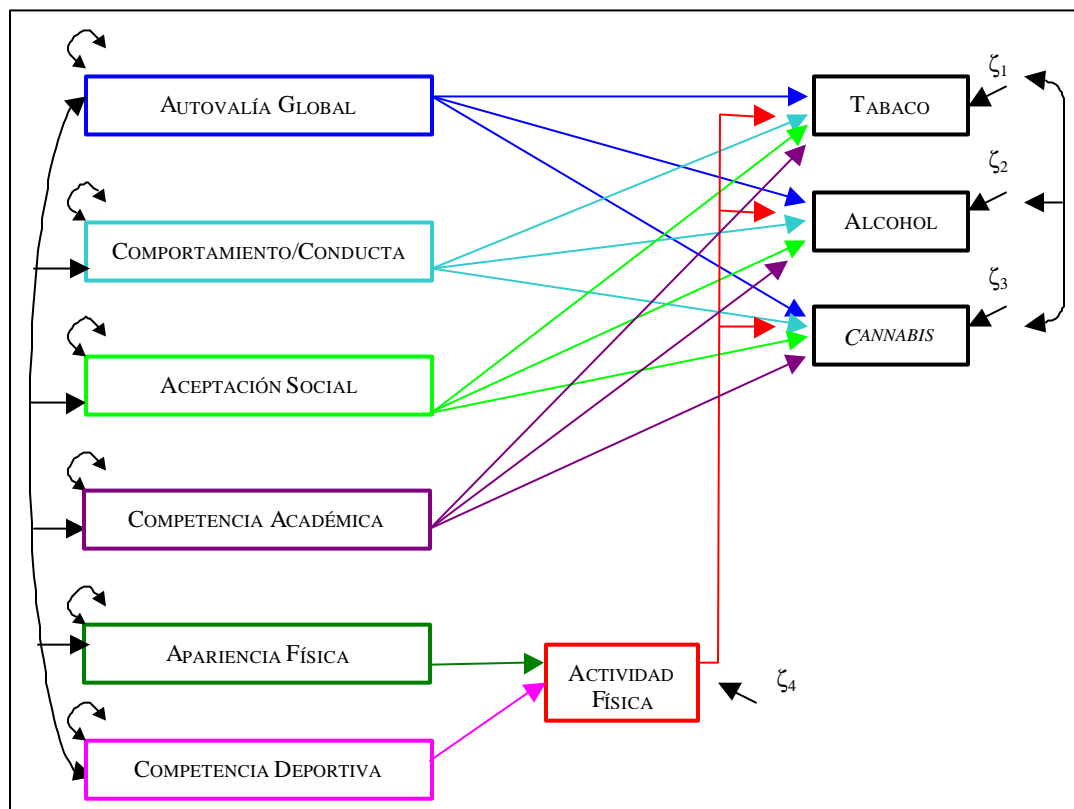 AUTOVALÍA GLOBAL
COMPORTAMIENTO/CONDUCTA
ACEPTACIÓN SOCIAL
COMPETENCIA ACADÉMICA
APARIENCIA FÍSICA
COMPETENCIA DEPORTIVA
ACTIVIDAD
FÍSICA
ζ4
TABACO
ζ1
ALCOHOL
ζ2
CANNABIS
ζ3